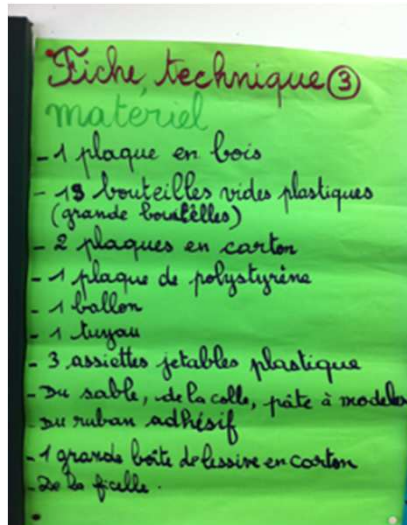 Fiche technique ③
matériel
- 1 plaque en bois
- 18 bouteilles vides plastiques
(grande bouteilles)
- 2 plaques en carton
- 1 plaque de polystyrène
- 1 ballon
- 1 tuyau
- 3 assiettes jetables plastique
- Du sable, de la colle, pâte à modeler
- Du ruban adhésif
- 1 grande boîte de lessive en carton
- De la ficelle.